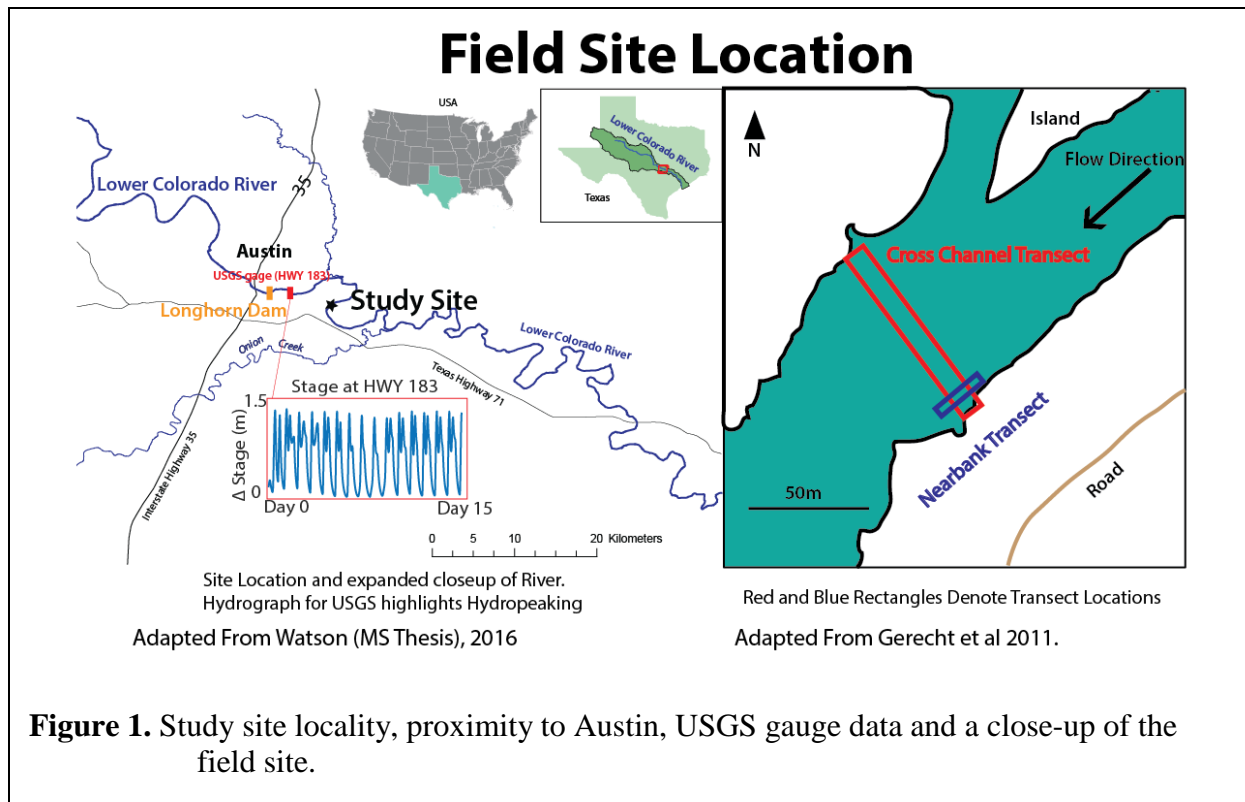 Field Site Location
USA
Lower Colorado River
Texas
Lower Colorado River
35
Austin
USGS gage (HWY 183)
Longhorn Dam
Study Site
Onion Creek
Lower Colorado River
Texas Highway 71
Interstate Highway 35
Stage at HWY 183
1.5
Δ Stage (m)
0
Day 0
Day 15
0 5 10 20 Kilometers
Site Location and expanded closeup of River.
Hydrograph for USGS highlights Hydropeaking
Adapted From Watson (MS Thesis), 2016
N
Island
Flow Direction
Cross Channel Transect
Nearbank Transect
Road
50m
Red and Blue Rectangles Denote Transect Locations
Adapted From Gerecht et al 2011.
Figure 1. Study site locality, proximity to Austin, USGS gauge data and a close-up of the
field site.